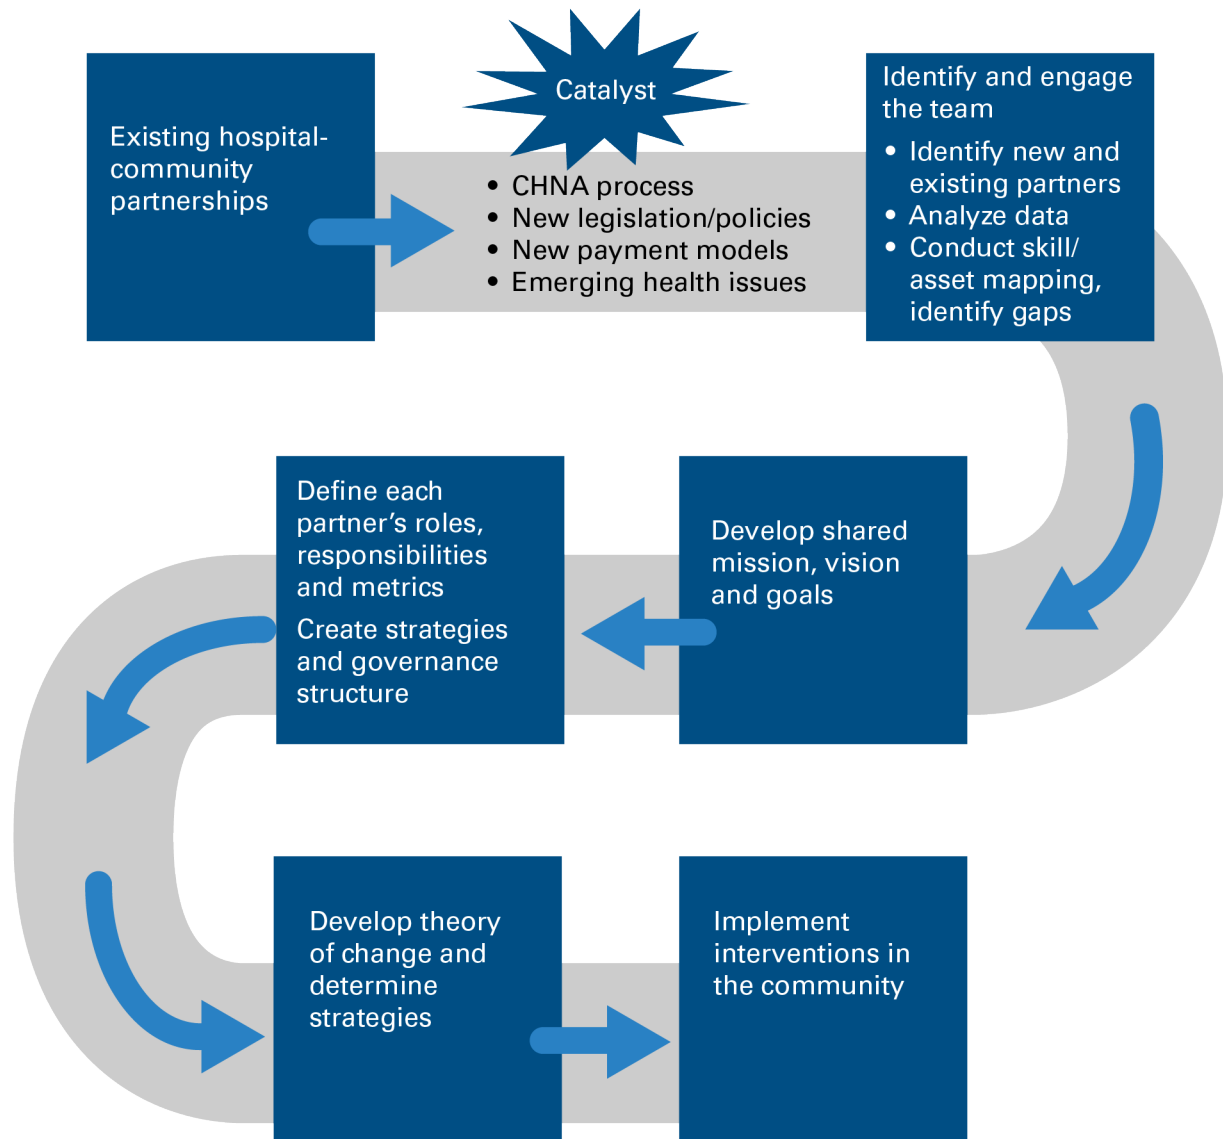 Existing hospital-
community
partnerships
Catalyst
• CHNA process
• New legislation/policies
• New payment models
• Emerging health issues
Identify and engage
the team
• Identify new and
existing partners
• Analyze data
• Conduct skill/
asset mapping,
identify gaps
Develop shared
mission, vision
and goals
Define each
partner’s roles,
responsibilities
and metrics
Create strategies
and governance
structure
Develop theory
of change and
determine
strategies
Implement
interventions in
the community